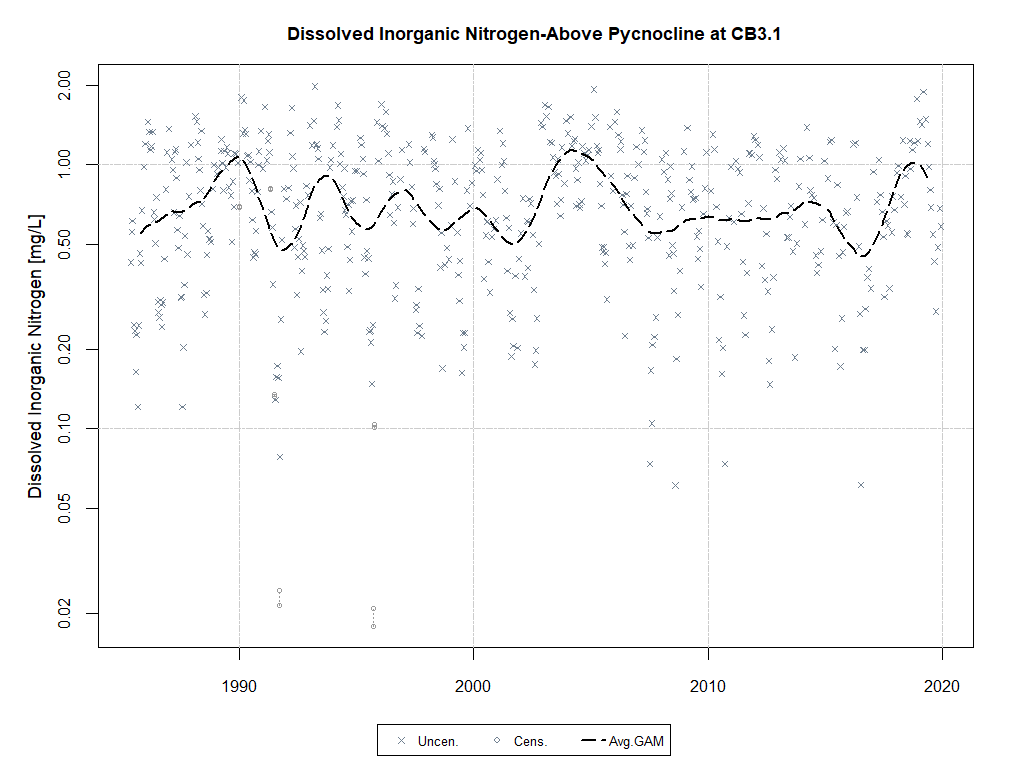 Dissolved Inorganic Nitrogen-Above Pycnocline at CB3.1
Dissolved Inorganic Nitrogen [mg/L]
2.00
1.00
0.50
0.20
0.10
0.05
0.02
1990 2000 2010 2020
Uncen. Cens. Avg.GAM